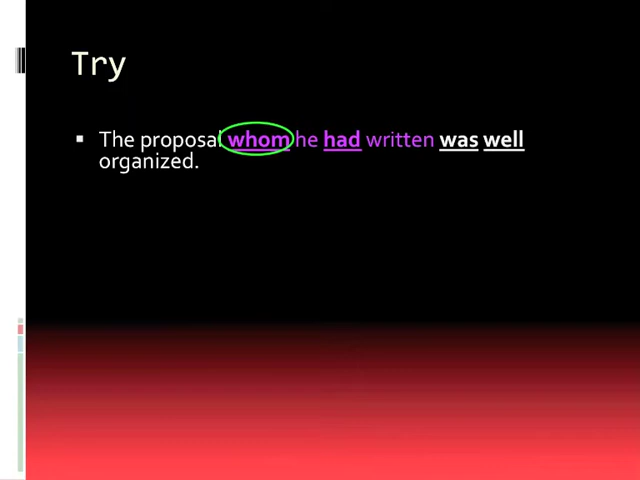 Try
The proposal whom he had written was well
organized.